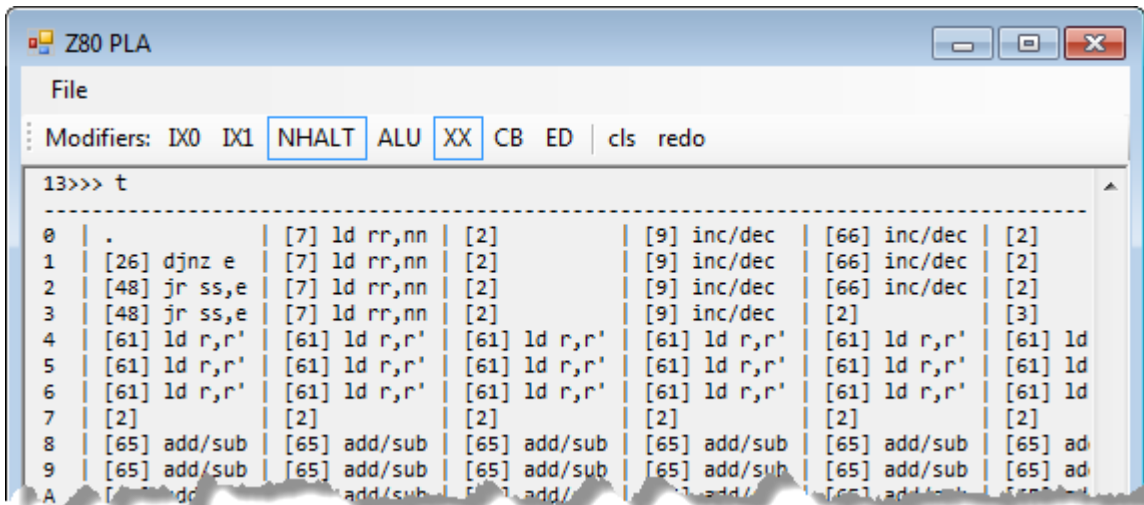 Z80 PLA
File
Modifiers: IX0 IX1 NHALT ALU XX CB ED | cls redo
13>>> t
------------------------------------------------------------------------------------
0 | . | [7] ld rr,nn | [2] | [9] inc/dec | [66] inc/dec | [2]
1 | [26] djnz e | [7] ld rr,nn | [2] | [9] inc/dec | [66] inc/dec | [2]
2 | [48] jr ss,e | [7] ld rr,nn | [2] | [9] inc/dec | [66] inc/dec | [2]
3 | [48] jr ss,e | [7] ld rr,nn | [2] | [9] inc/dec | [2] | [3]
4 | [61] ld r,r' | [61] ld r,r' | [61] ld r,r' | [61] ld r,r' | [61] ld r,r' | [61] ld
5 | [61] ld r,r' | [61] ld r,r' | [61] ld r,r' | [61] ld r,r' | [61] ld r,r' | [61] ld
6 | [61] ld r,r' | [61] ld r,r' | [61] ld r,r' | [61] ld r,r' | [61] ld r,r' | [61] ld
7 | [2] | [2] | [2] | [2] | [2] | [2]
8 | [65] add/sub | [65] add/sub | [65] add/sub | [65] add/sub | [65] add/sub | [65] ad
9 | [65] add/sub | [65] add/sub | [65] add/sub | [65] add/sub | [65] add/sub | [65] ad
A